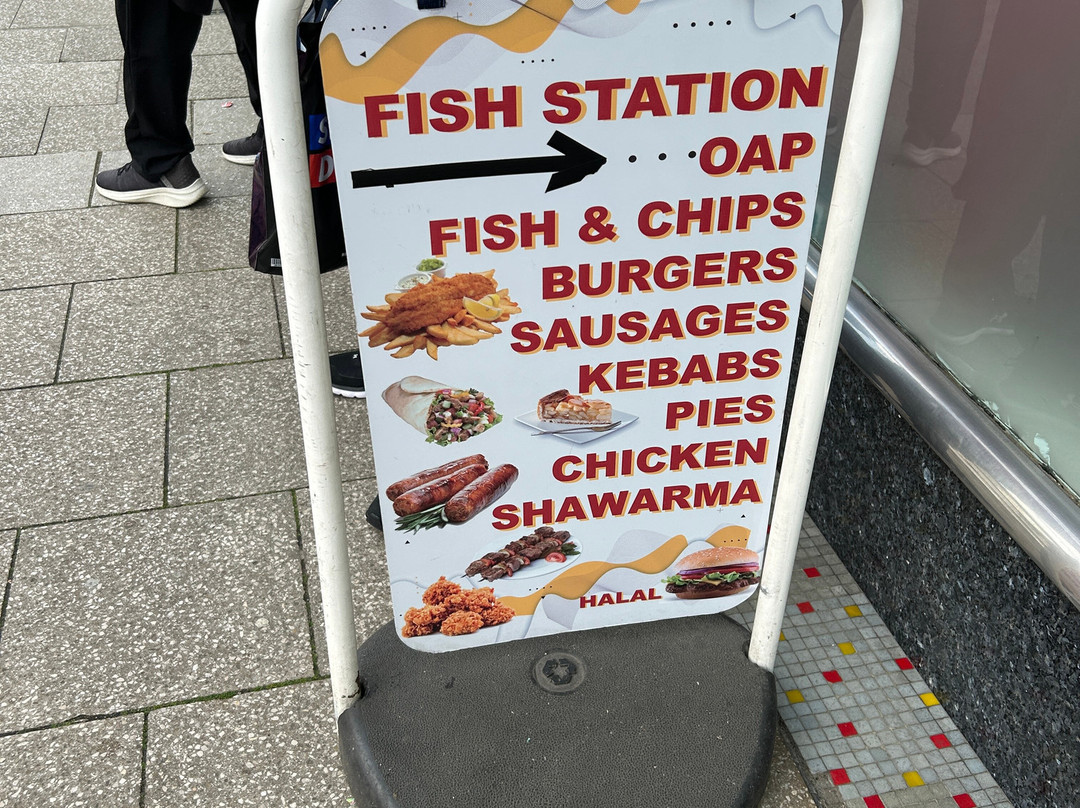 FISH STATION
OAP
FISH & CHIPS
BURGERS
SAUSAGES
KEBABS
PIES
CHICKEN
SHAWARMA
HALAL